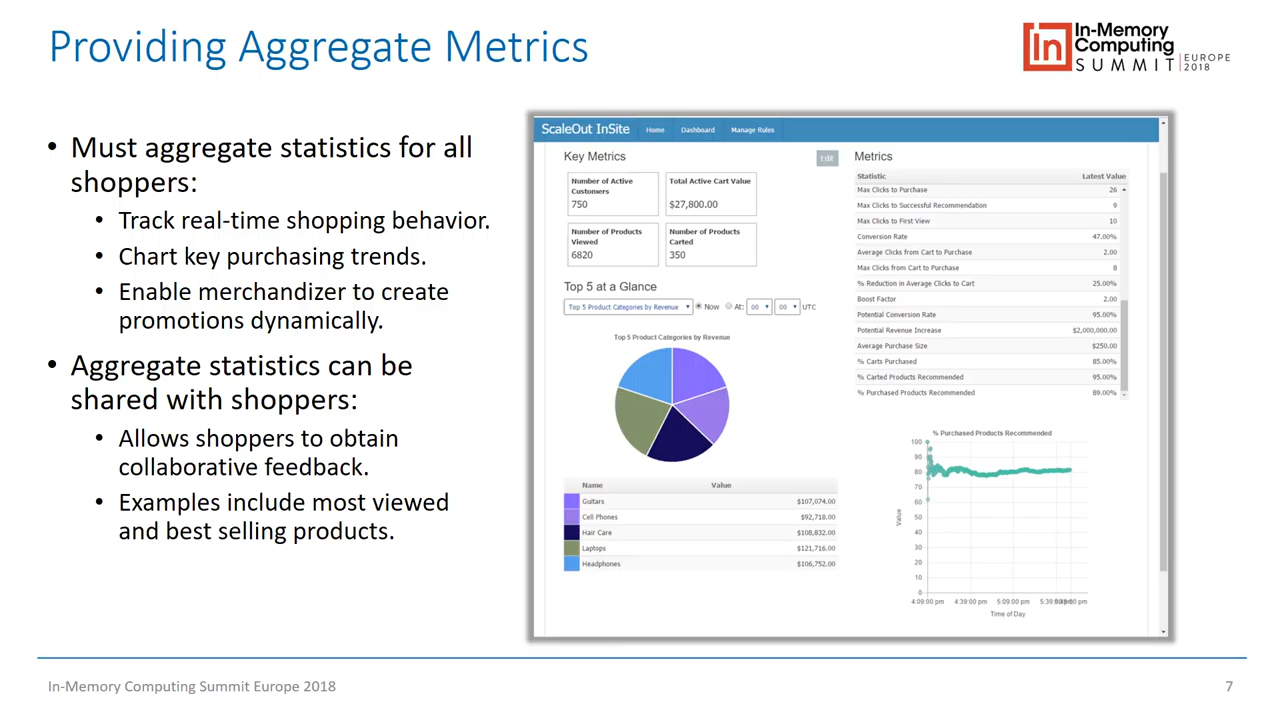 Providing Aggregate Metrics
In-Memory
Computing
SUMMIT
EUROPE
2018
• Must aggregate statistics for all
shoppers:
• Track real-time shopping behavior.
• Chart key purchasing trends.
• Enable merchandizer to create
promotions dynamically.
• Aggregate statistics can be
shared with shoppers:
• Allows shoppers to obtain
collaborative feedback.
• Examples include most viewed
and best selling products.
ScaleOut InSite Home Dashboard Manage Rules
Key Metrics
Edit
Number of Active
Customers
750
Total Active Cart Value
$27,800.00
Number of Products
Viewed
6820
Number of Products
Carted
350
Top 5 at a Glance
Top 5 Product Categories by Revenue Now At: 00 00 UTC
Top 5 Product Categories by Revenue
Name Value
Guitars $107,074.00
Cell Phones $92,718.00
Hair Care $108,832.00
Laptops $121,716.00
Headphones $106,752.00
Metrics
Statistic Latest Value
Max Clicks to Purchase 26
Max Clicks to Successful Recommendation 9
Max Clicks to First View 10
Conversion Rate 47.00%
Average Clicks from Cart to Purchase 2.00
Max Clicks from Cart to Purchase 8
% Reduction in Average Clicks to Cart 25.00%
Boost Factor 2.00
Potential Conversion Rate 95.00%
Potential Revenue Increase $2,000,000.00
Average Purchase Size $250.00
% Carts Purchased 85.00%
% Carted Products Recommended 95.00%
% Purchased Products Recommended 89.00%
% Purchased Products Recommended
100
90
80
70
60
50
40
30
20
10
0
Value
4:09:00 pm 4:39:00 pm 5:09:00 pm
Time of Day
In-Memory Computing Summit Europe 2018
7